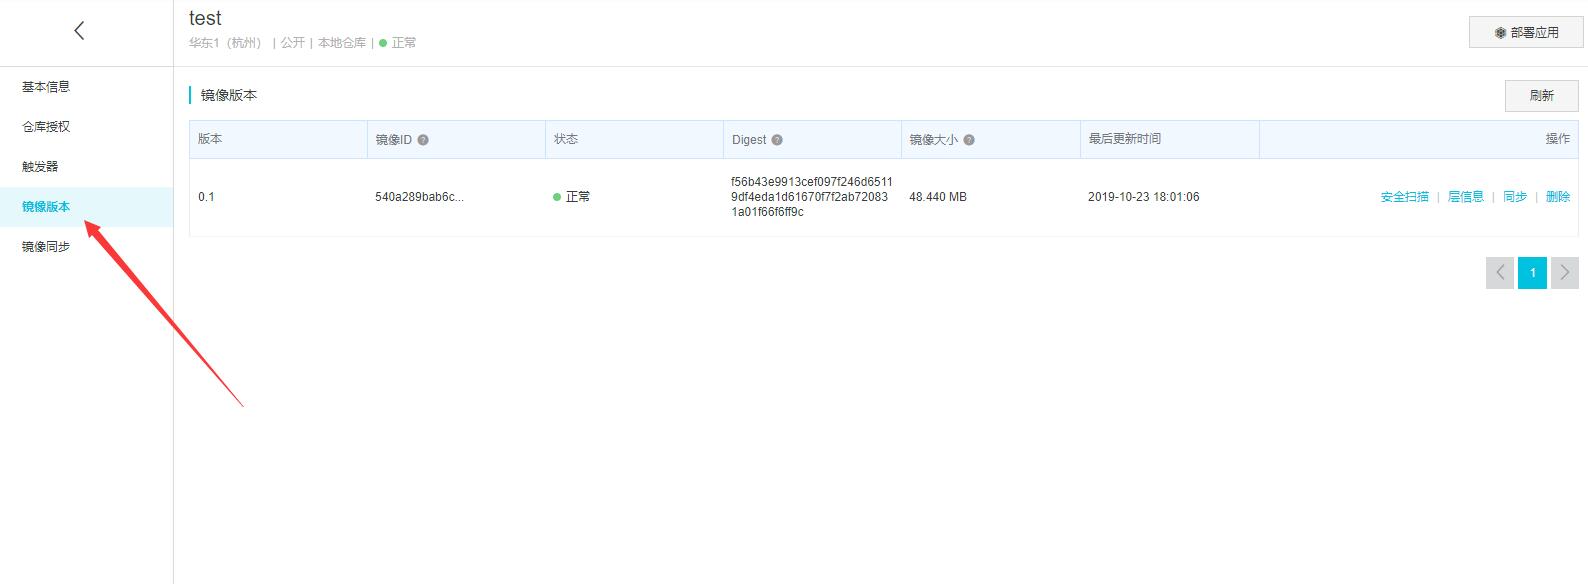 test
华东1（杭州） | 公开 | 本地仓库 | 正常
部署应用
基本信息
仓库授权
触发器
镜像版本
镜像同步
镜像版本
刷新
版本 镜像ID 状态 Digest 镜像大小 最后更新时间 操作
0.1 540a289bab6c... 正常 f56b43e9913cef097f246d6511
9df4eda1d61670f7f2ab72083
1a01f66f6ff9c 48.440 MB 2019-10-23 18:01:06 安全扫描 | 层信息 | 同步 | 删除
1